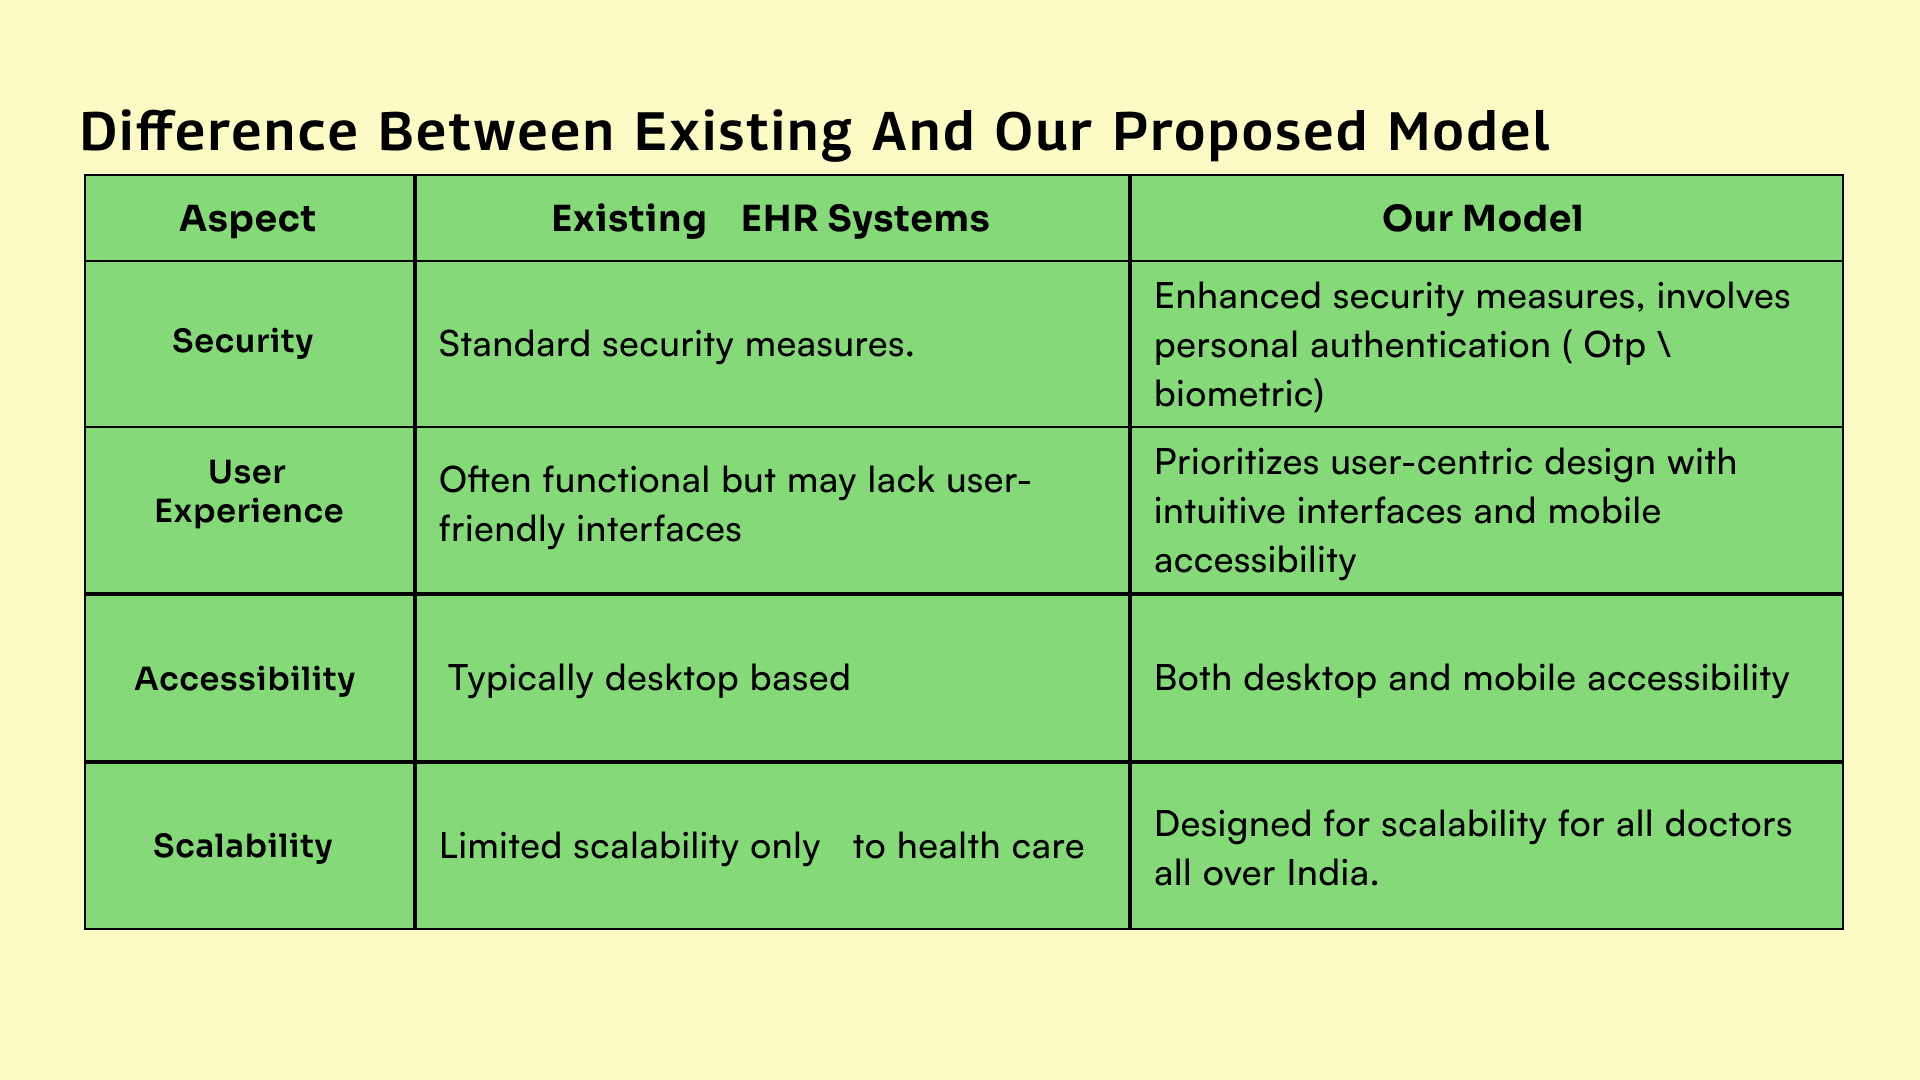 Difference Between Existing And Our Proposed Model
Aspect
Existing EHR Systems
Our Model
Security
Standard security measures.
Enhanced security measures, involves
personal authentication ( Otp \
biometric)
User
Experience
Often functional but may lack user-
friendly interfaces
Prioritizes user-centric design with
intuitive interfaces and mobile
accessibility
Accessibility
Typically desktop based
Both desktop and mobile accessibility
Scalability
Limited scalability only to health care
Designed for scalability for all doctors
all over India.